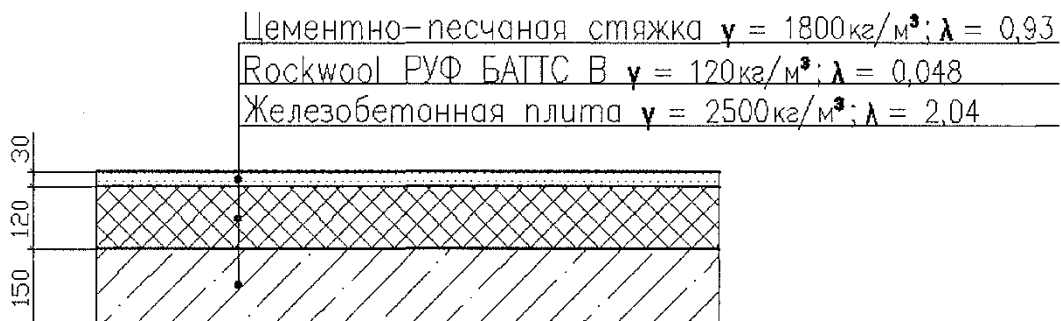 Цементно-песчаная стяжка γ = 1800кг/м³; λ = 0,93
Rockwool РУФ БАТТС В γ = 120кг/м³; λ = 0,048
Железобетонная плита γ = 2500кг/м³; λ = 2,04
30
120
150